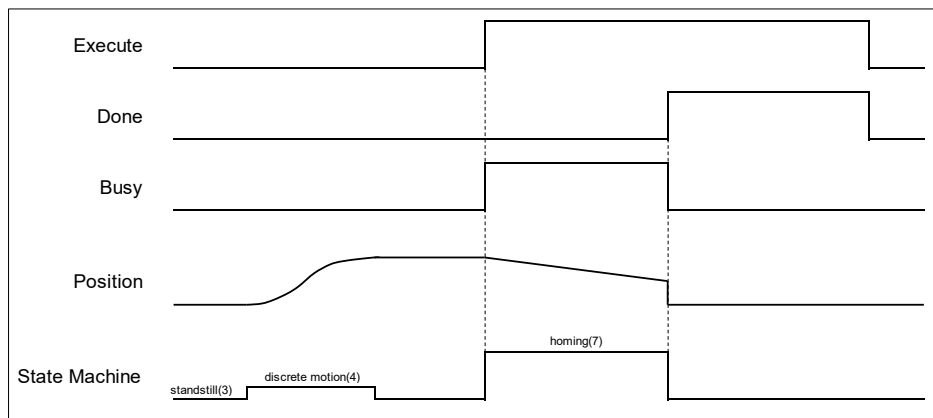 Execute
Done
Busy
Position
homing(7)
discrete motion(4)
State Machine
standstill(3)